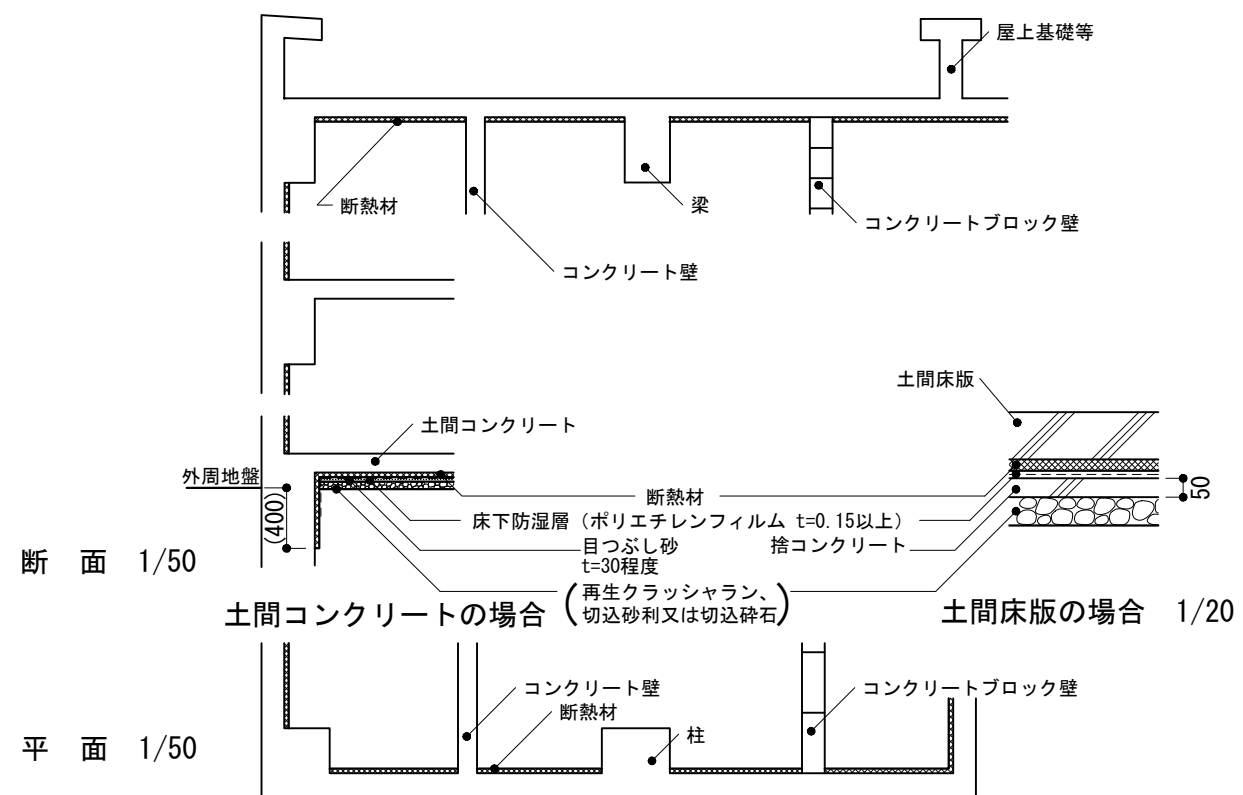 屋上基礎等
断熱材
梁
コンクリートブロック壁
コンクリート壁
土間床版
土間コンクリート
外周地盤
(400)
50
断熱材
床下防湿層（ポリエチレンフィルム t=0.15以上）
目つぶし砂
t=30程度
捨コンクリート
断　面　1/50
再生クラッシャラン、
切込砂利又は切込砕石
土間コンクリートの場合
土間床版の場合　1/20
コンクリート壁
コンクリートブロック壁
断熱材
柱
平　面　1/50